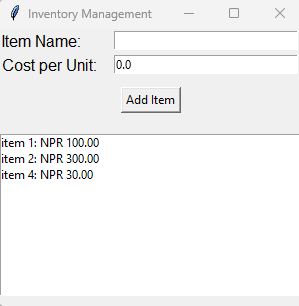 Inventory Management
Item Name:
Cost per Unit: 0.0
Add Item
item 1: NPR 100.00
item 2: NPR 300.00
item 4: NPR 30.00